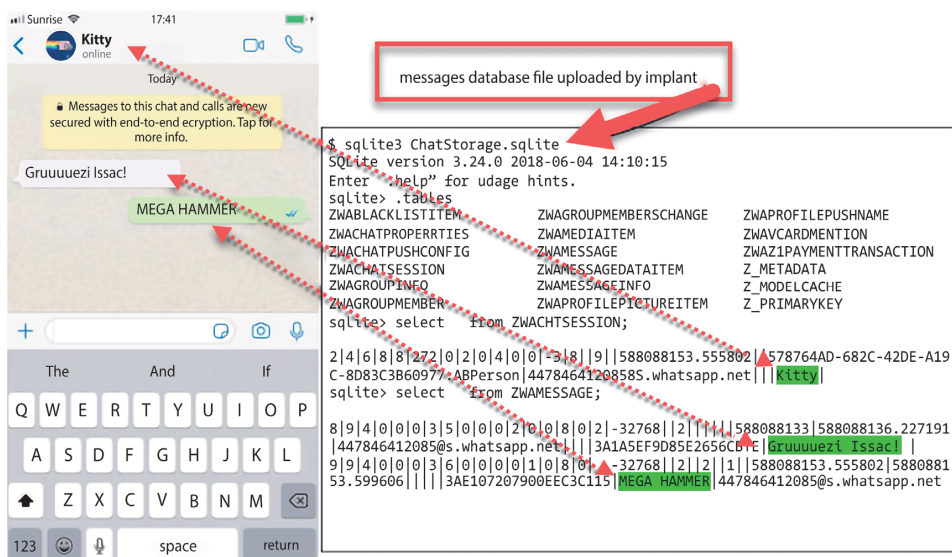 Sunrise 17:41
Kitty
online
Today
Messages to this chat and calls are new
secured with end-to-end ecryption. Tap for
more info.
Gruuuuezi Issac!
MEGA HAMMER
The And If
Q W E R T Y U I O P
A S D F G H J K L
Z X C V B N M
123 space return
messages database file uploaded by implant
$ sqlite3 ChatStorage.sqlite
SQLite version 3.24.0 2018-06-04 14:10:15
Enter ".help” for udage hints.
sqlite> .tables
ZWABLACKLISTITEM ZWAGROUPMEMBERSCHANGE ZWAPROFILEPUSHNAME
ZWACHATPROPERRTIES ZWAMEDIAITEM ZWAVCARDMENTION
ZWACHATPUSHCONFIG ZWAMESSAGE ZWAZ1PAYMENTTRANSACTION
ZWACHATSESSION ZWAMESSAGEDATAITEM Z_METADATA
ZWAGROUPINFO ZWAMESSAGEINFO Z_MODELCACHE
ZWAGROUPMEMBER ZWAPROFILEPICTUREITEM Z_PRIMARYKEY
sqlite> select from ZWACHTSESSION;
2|4|6|8|8|272|0|2|0|4|0|0|-3|8||9||588088153.555802||578764AD-682C-42DE-A19
C-8D83C3B60977:ABPerson|4478464120858S.whatsapp.net|||Kitty|
sqlite> select from ZWAMESSAGE;
8|9|4|0|0|0|3|5|0|0|0|2|0|0|8|0|2|-32768||2||||||588088133|588088136.227191
|447846412085@s.whatsapp.net||||3A1A5EF9D85E2656CB7E|Gruuuuezi Issac! |
9|9|4|0|0|0|3|6|0|0|0|0|1|0|8|0| -32768||2||2||1||588088153.555802|5880881
53.599606|||||3AE107207900EEC3C115|MEGA HAMMER|447846412085@s.whatsapp.net